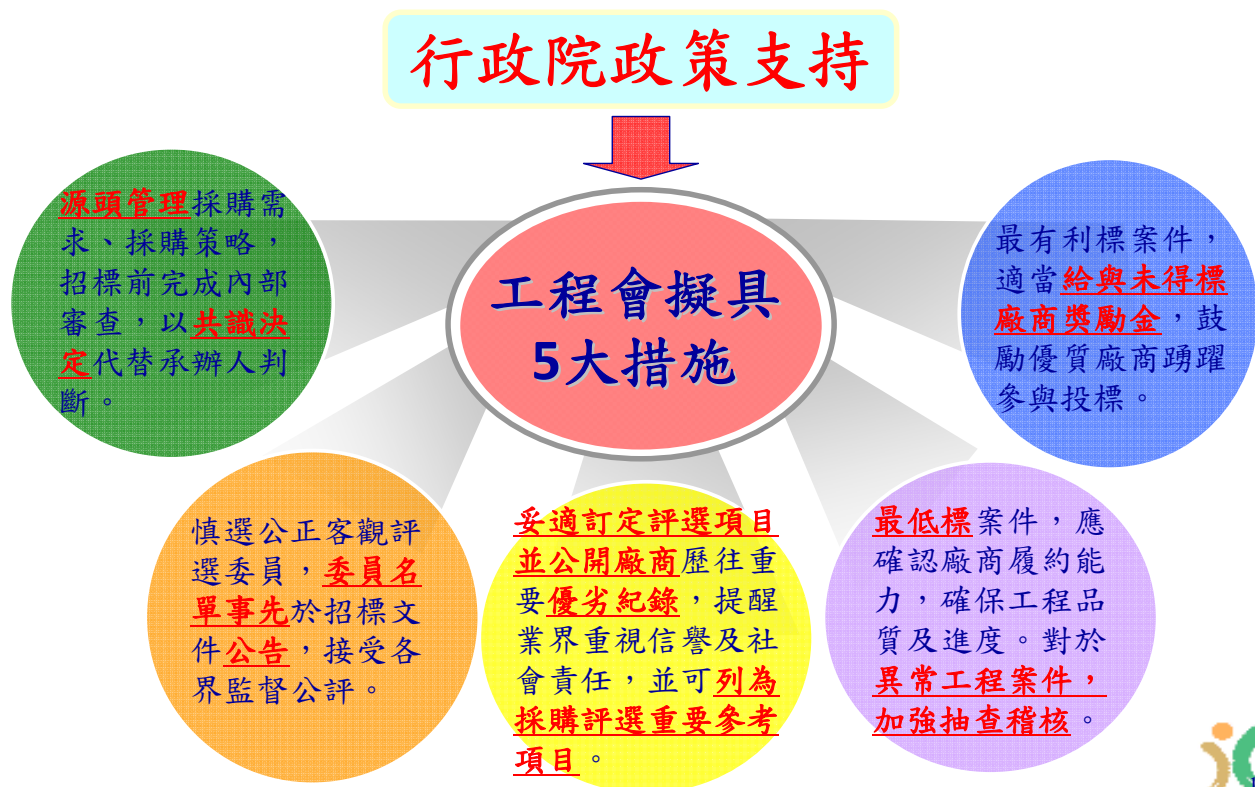 行政院政策支持
工程會擬具
5大措施
源頭管理採購需
求、採購策略，
招標前完成內部
審查，以共識決
定代替承辦人判
斷。
慎選公正客觀評
選委員，委員名
單事先於招標文
件公告，接受各
界監督公評。
妥適訂定評選項目
並公開廠商歷往重
要優劣紀錄，提醒
業界重視信譽及社
會責任，並可列為
採購評選重要參考
項目。
最低標案件，應
確認廠商履約能
力，確保工程品
質及進度。對於
異常工程案件，
加強抽查稽核。
最有利標案件，
適當給與未得標
廠商獎勵金，鼓
勵優質廠商踴躍
參與投標。